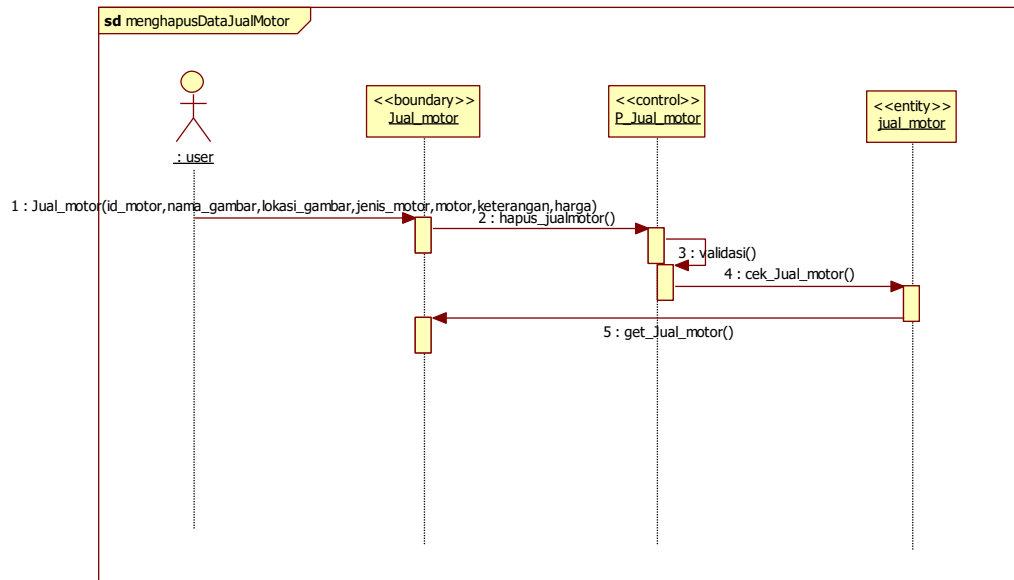 sd menghapusDataJualMotor
<<boundary>>
Jual_motor
<<control>>
P_Jual_motor
<<entity>>
jual_motor
: user
1 : Jual_motor(id_motor,nama_gambar,lokasi_gambar,jenis_motor,motor,keterangan,harga)
2 : hapus_jualmotor()
3 : validasi()
4 : cek_Jual_motor()
5 : get_Jual_motor()